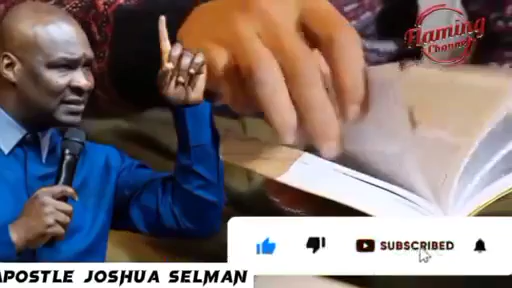 Flaming
Channel
SUBSCRIBED
APOSTLE JOSHUA SELMAN